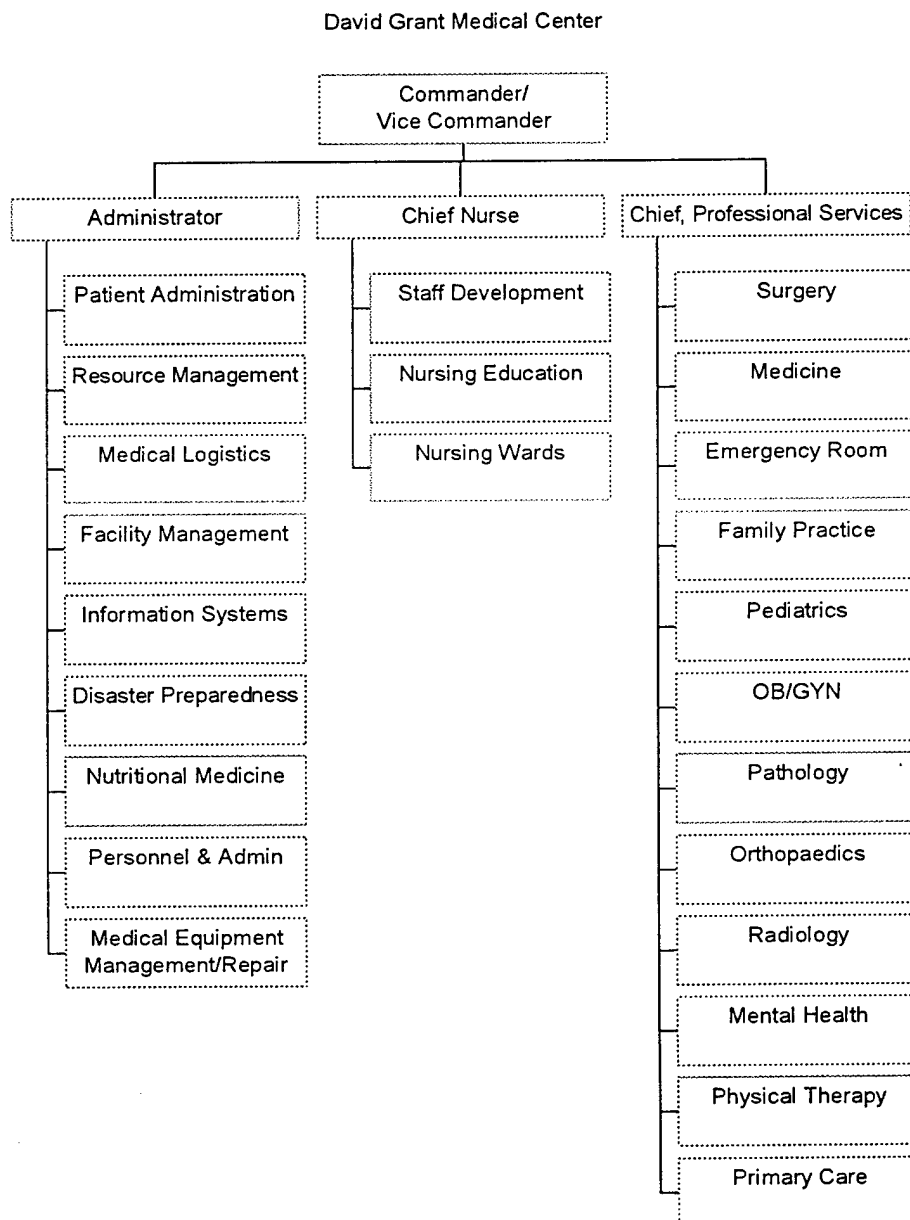 David Grant Medical Center
Commander/
Vice Commander
Administrator
Chief Nurse
Chief, Professional Services
Patient Administration
Resource Management
Medical Logistics
Facility Management
Information Systems
Disaster Preparedness
Nutritional Medicine
Personnel & Admin
Medical Equipment
Management/Repair
Staff Development
Nursing Education
Nursing Wards
Surgery
Medicine
Emergency Room
Family Practice
Pediatrics
OB/GYN
Pathology
Orthopaedics
Radiology
Mental Health
Physical Therapy
Primary Care